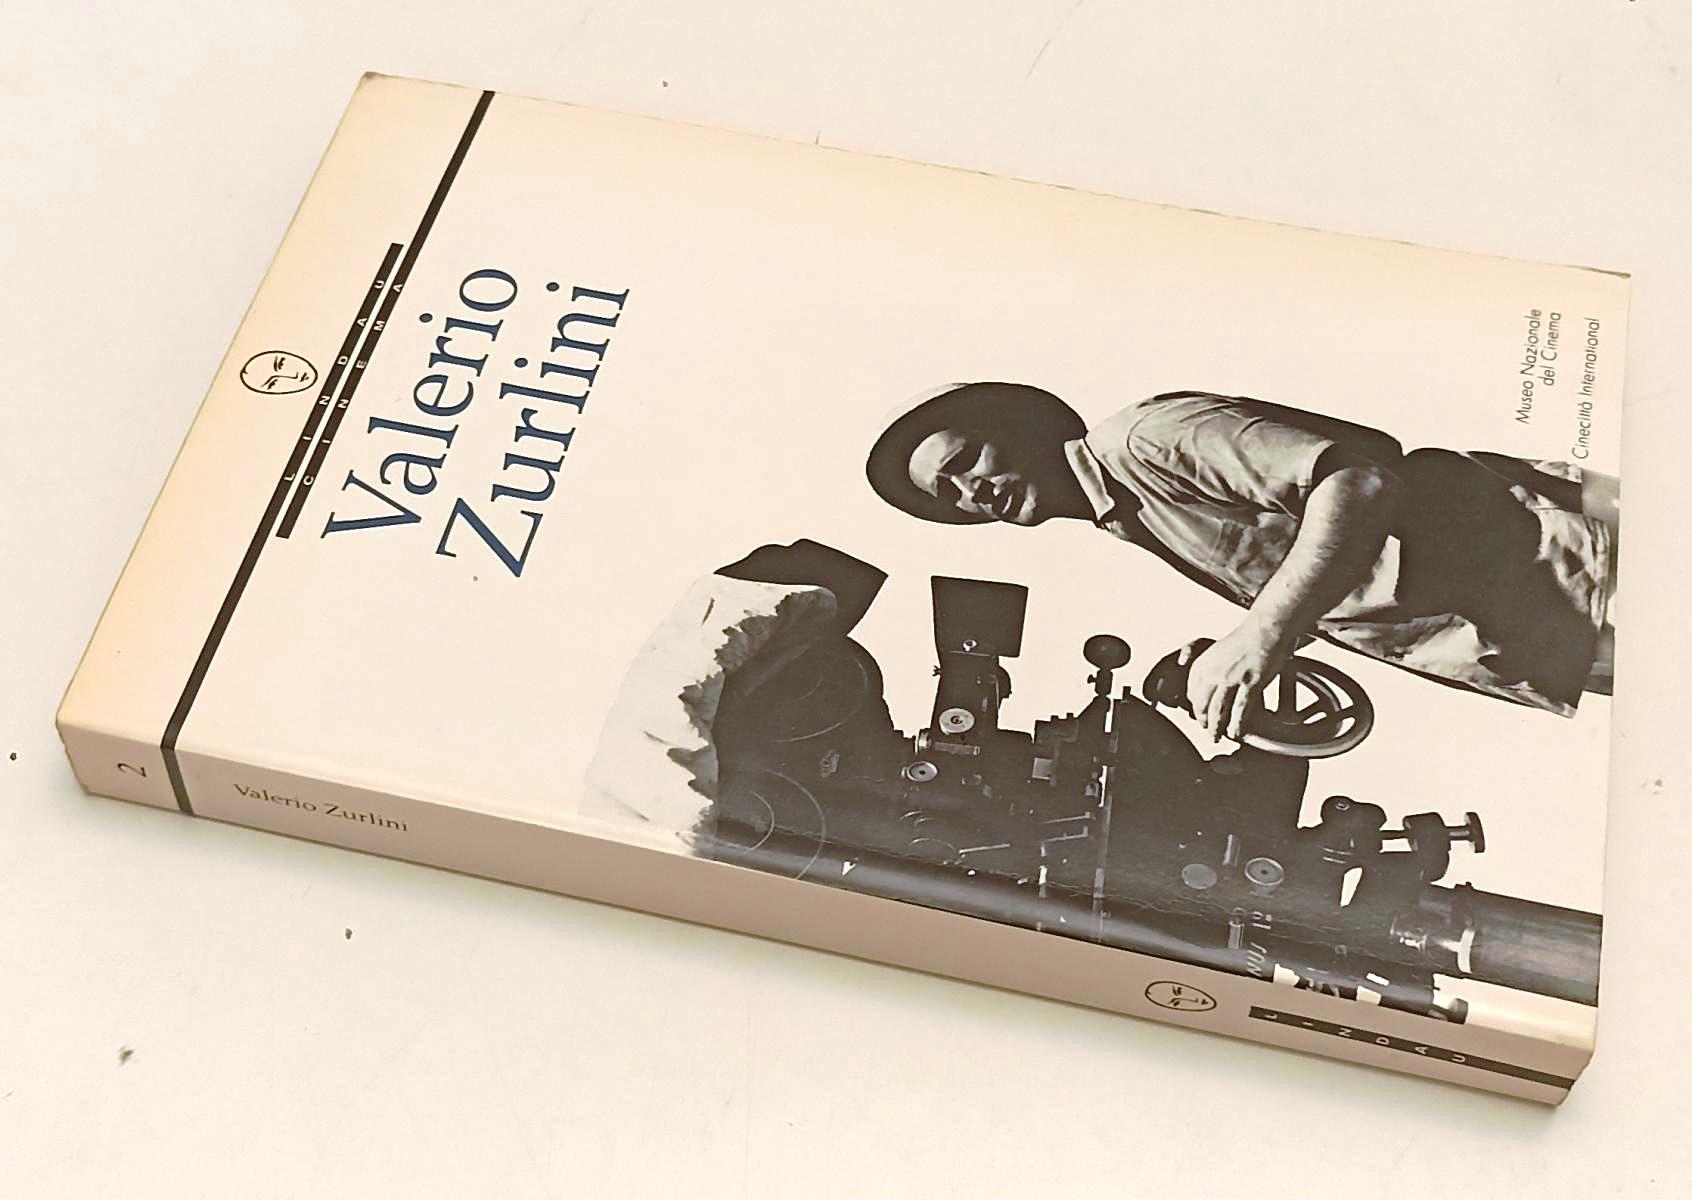 LINDAU
CINEMA
Valerio
Zurlini
Museo Nazionale
del Cinema
Cinecittà International
2
Valerio Zurlini
LINDAU